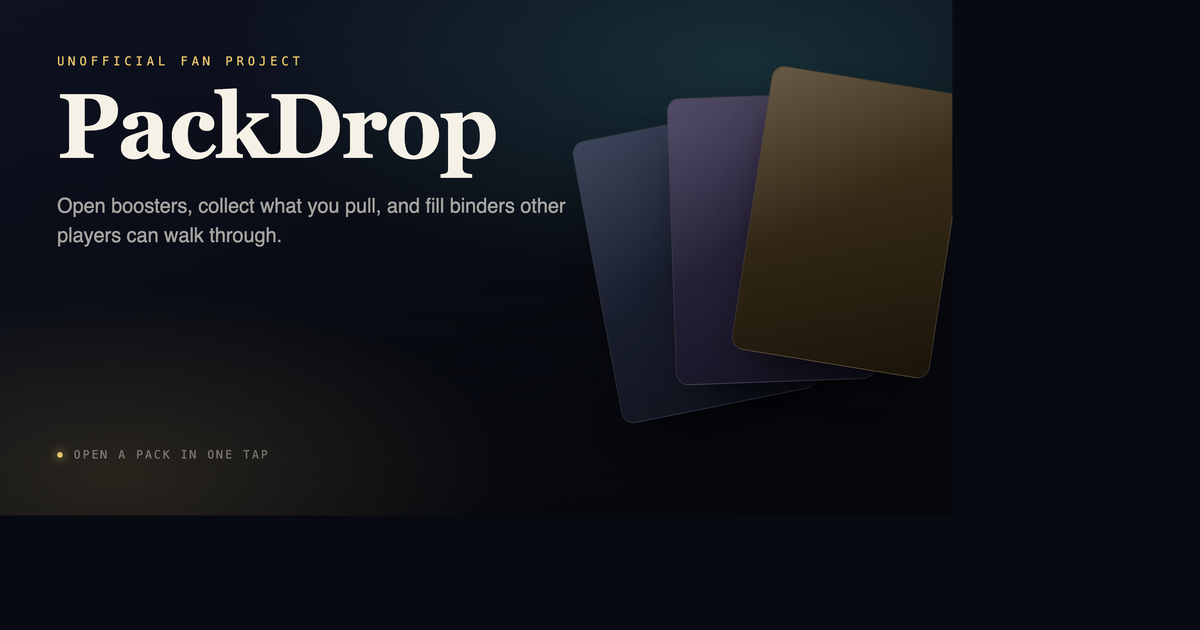 UNOFFICIAL FAN PROJECT
PackDrop
Open boosters, collect what you pull, and fill binders other
players can walk through.
OPEN A PACK IN ONE TAP